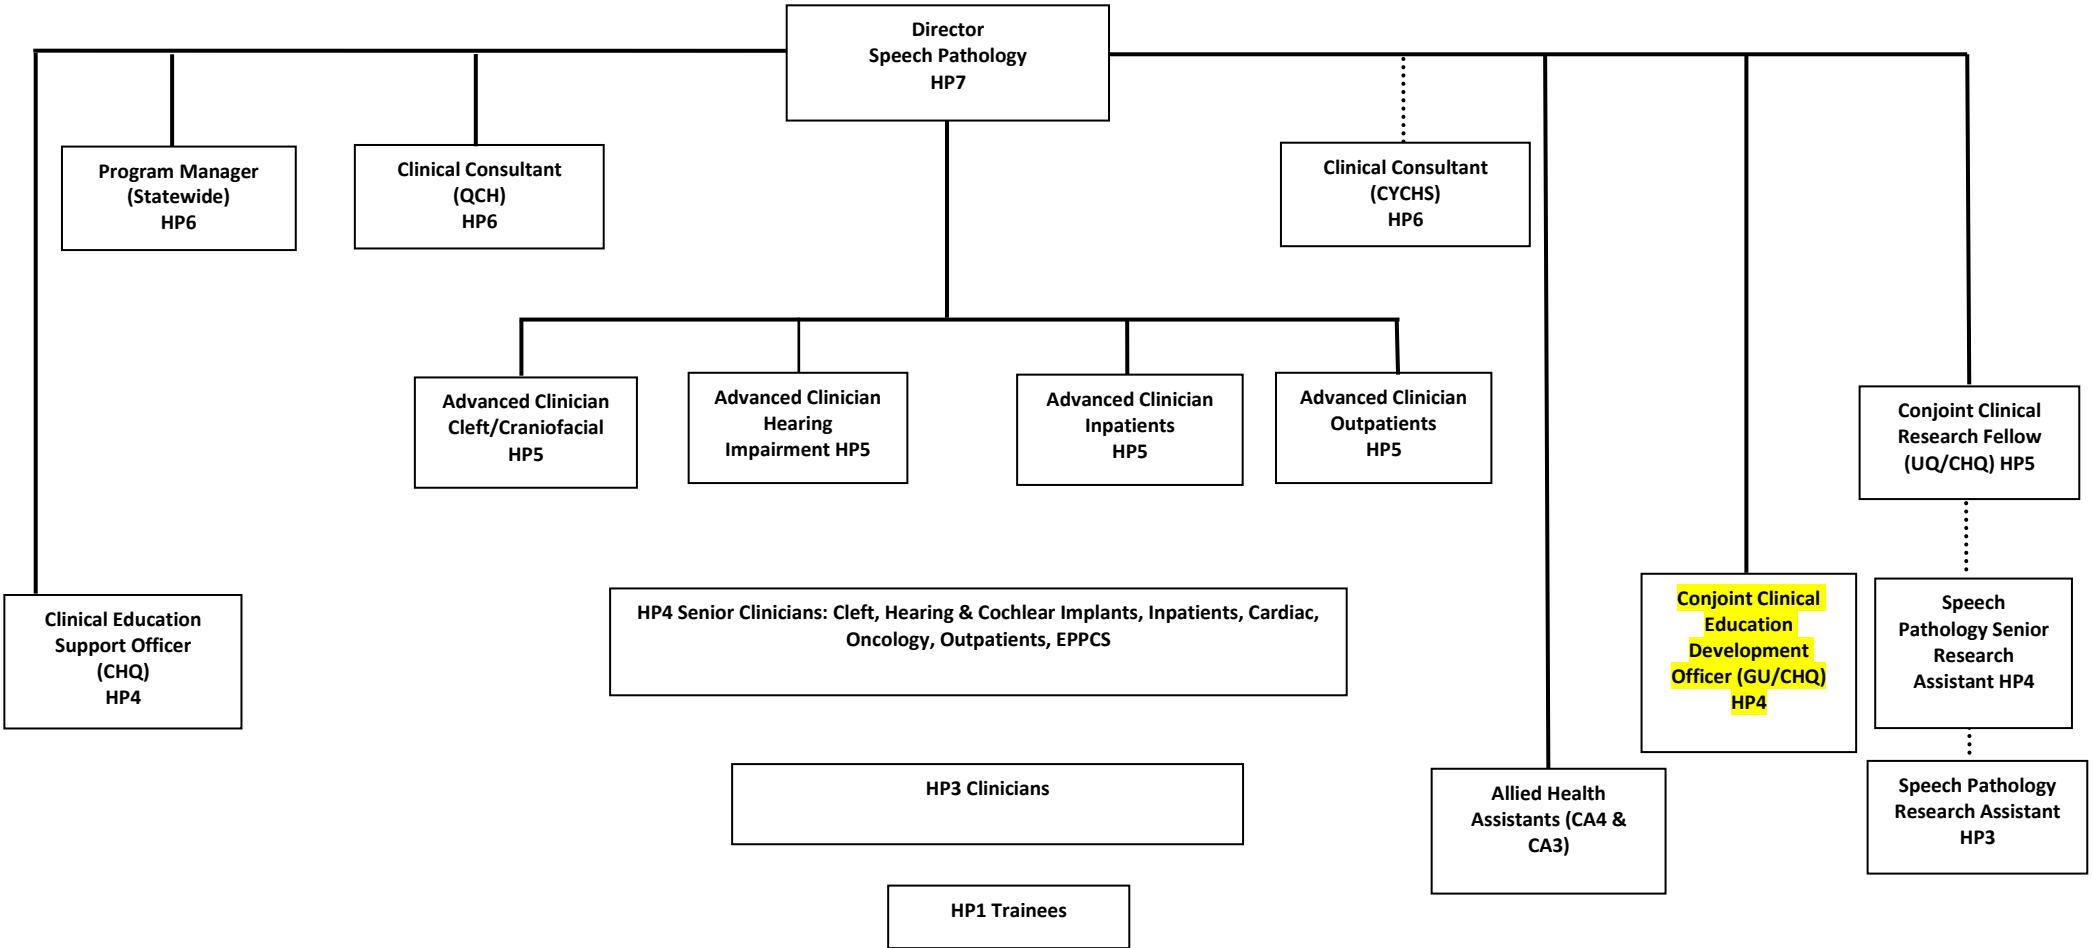 Director
Speech Pathology
HP7
Program Manager
(Statewide)
HP6
Clinical Consultant
(QCH)
HP6
Clinical Consultant
(CYCHS)
HP6
Advanced Clinician
Cleft/Craniofacial
HP5
Advanced Clinician
Hearing
Impairment HP5
Advanced Clinician
Inpatients
HP5
Advanced Clinician
Outpatients
HP5
Conjoint Clinical
Research Fellow
(UQ/CHQ) HP5
Clinical Education
Support Officer
(CHQ)
HP4
HP4 Senior Clinicians: Cleft, Hearing & Cochlear Implants, Inpatients, Cardiac,
Oncology, Outpatients, EPPCS
Conjoint Clinical
Education
Development
Officer (GU/CHQ)
HP4
Speech
Pathology Senior
Research
Assistant HP4
HP3 Clinicians
Allied Health
Assistants (CA4 &
CA3)
Speech Pathology
Research Assistant
HP3
HP1 Trainees